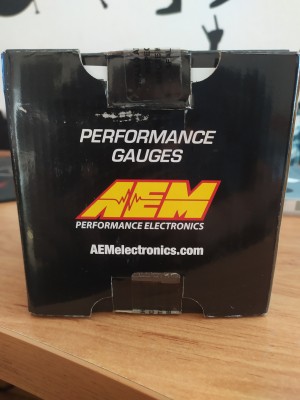 PERFORMANCE
GAUGES
AEM
PERFORMANCE ELECTRONICS
AEMelectronics.com